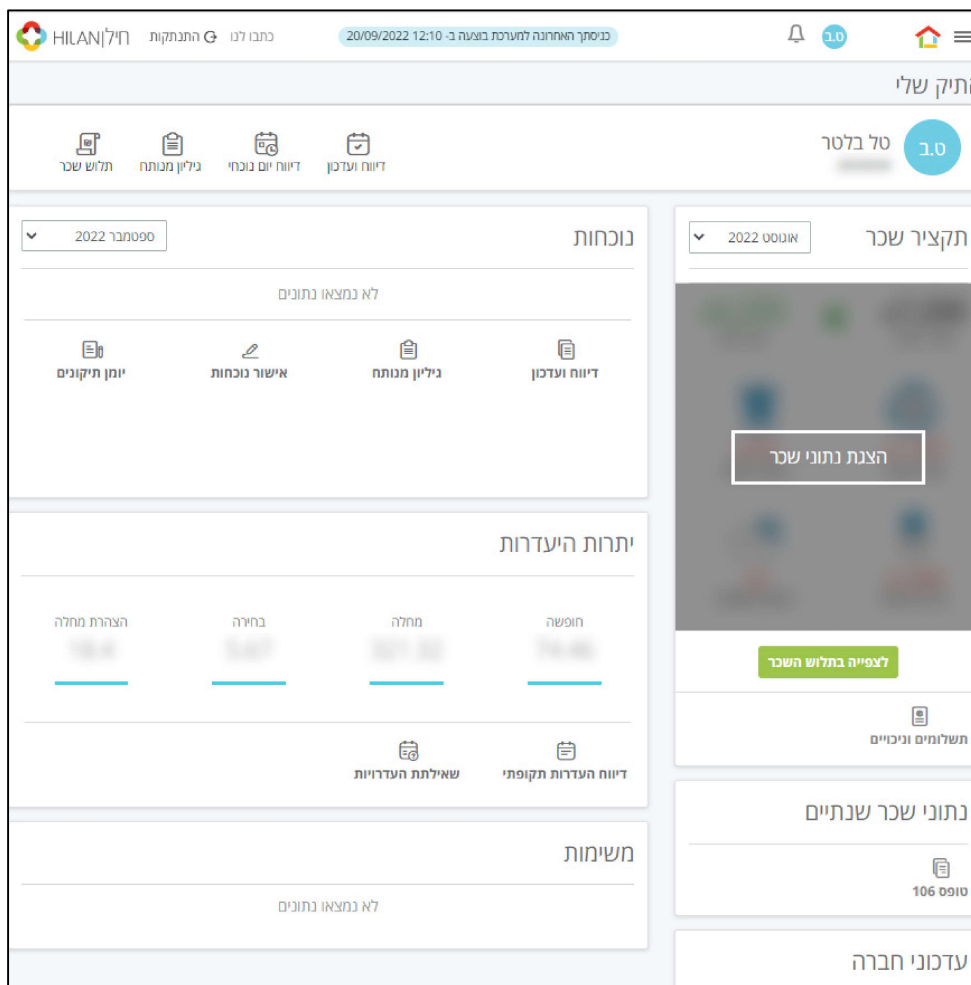 ט.ב
כניסתך האחרונה למערכת בוצעה ב- 20/09/2022 12:10
כתבו לנו
התנתקות
חילן|HILAN
התיק שלי
ט.ב
טל בלטר
דיווח ועדכון
דיווח יום נוכחי
גיליון מנותח
תלוש שכר
תקציר שכר
אוגוסט 2022
הצגת נתוני שכר
לצפייה בתלוש השכר
תשלומים וניכויים
נתוני שכר שנתיים
טופס 106
עדכוני חברה
נוכחות
ספטמבר 2022
לא נמצאו נתונים
דיווח ועדכון
גיליון מנותח
אישור נוכחות
יומן תיקונים
יתרות היעדרות
חופשה
מחלה
בחירה
הצהרת מחלה
דיווח העדרות תקופתי
שאילתת העדרויות
משימות
לא נמצאו נתונים